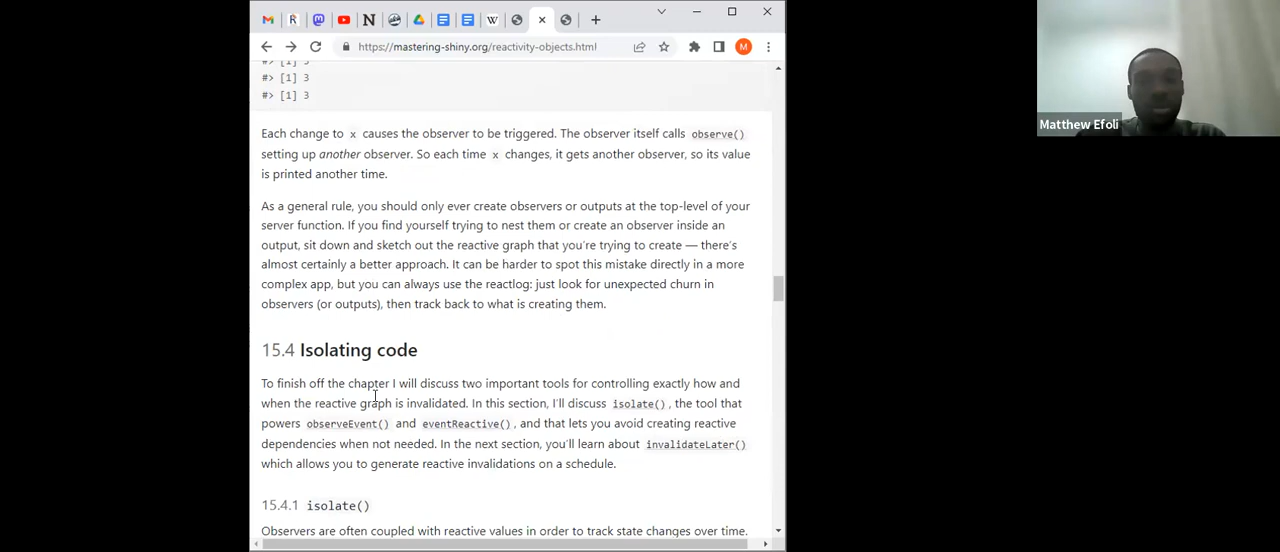 https://mastering-shiny.org/reactivity-objects.html
M
#> [1] 3
#> [1] 3
Each change to x causes the observer to be triggered. The observer itself calls observe()
setting up another observer. So each time x changes, it gets another observer, so its value
is printed another time.
As a general rule, you should only ever create observers or outputs at the top-level of your
server function. If you find yourself trying to nest them or create an observer inside an
output, sit down and sketch out the reactive graph that you're trying to create — there's
almost certainly a better approach. It can be harder to spot this mistake directly in a more
complex app, but you can always use the reactlog: just look for unexpected churn in
observers (or outputs), then track back to what is creating them.
15.4 Isolating code
To finish off the chapter I will discuss two important tools for controlling exactly how and
when the reactive graph is invalidated. In this section, I'll discuss isolate(), the tool that
powers observeEvent() and eventReactive(), and that lets you avoid creating reactive
dependencies when not needed. In the next section, you'll learn about invalidateLater()
which allows you to generate reactive invalidations on a schedule.
15.4.1 isolate()
Observers are often coupled with reactive values in order to track state changes over time.
Matthew Efoli